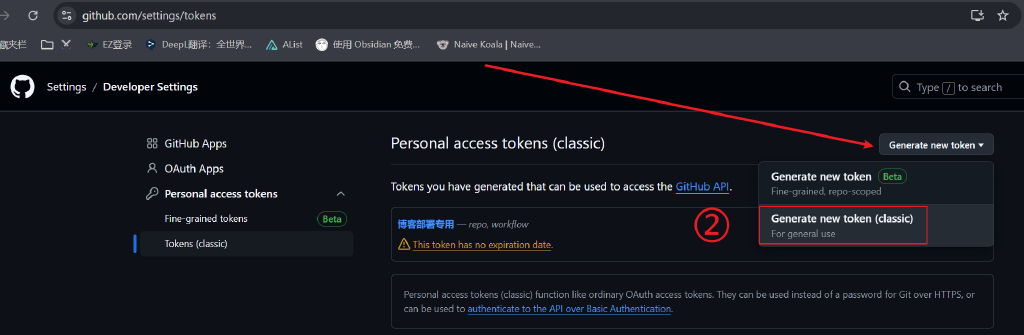 github.com/settings/tokens
藏夹栏 EZ登录 DeepL翻译：全世界... AList 使用 Obsidian 免费... Naive Koala | Naive...
Settings / Developer Settings Type / to search
GitHub Apps
OAuth Apps
Personal access tokens
Fine-grained tokens Beta
Tokens (classic)
Personal access tokens (classic) Generate new token
Generate new token Beta
Fine-grained, repo-scoped
Generate new token (classic)
For general use
②
Tokens you have generated that can be used to access the GitHub API.
博客部署专用 — repo, workflow
This token has no expiration date.
Personal access tokens (classic) function like ordinary OAuth access tokens. They can be used instead of a password for Git over HTTPS, or
can be used to authenticate to the API over Basic Authentication.